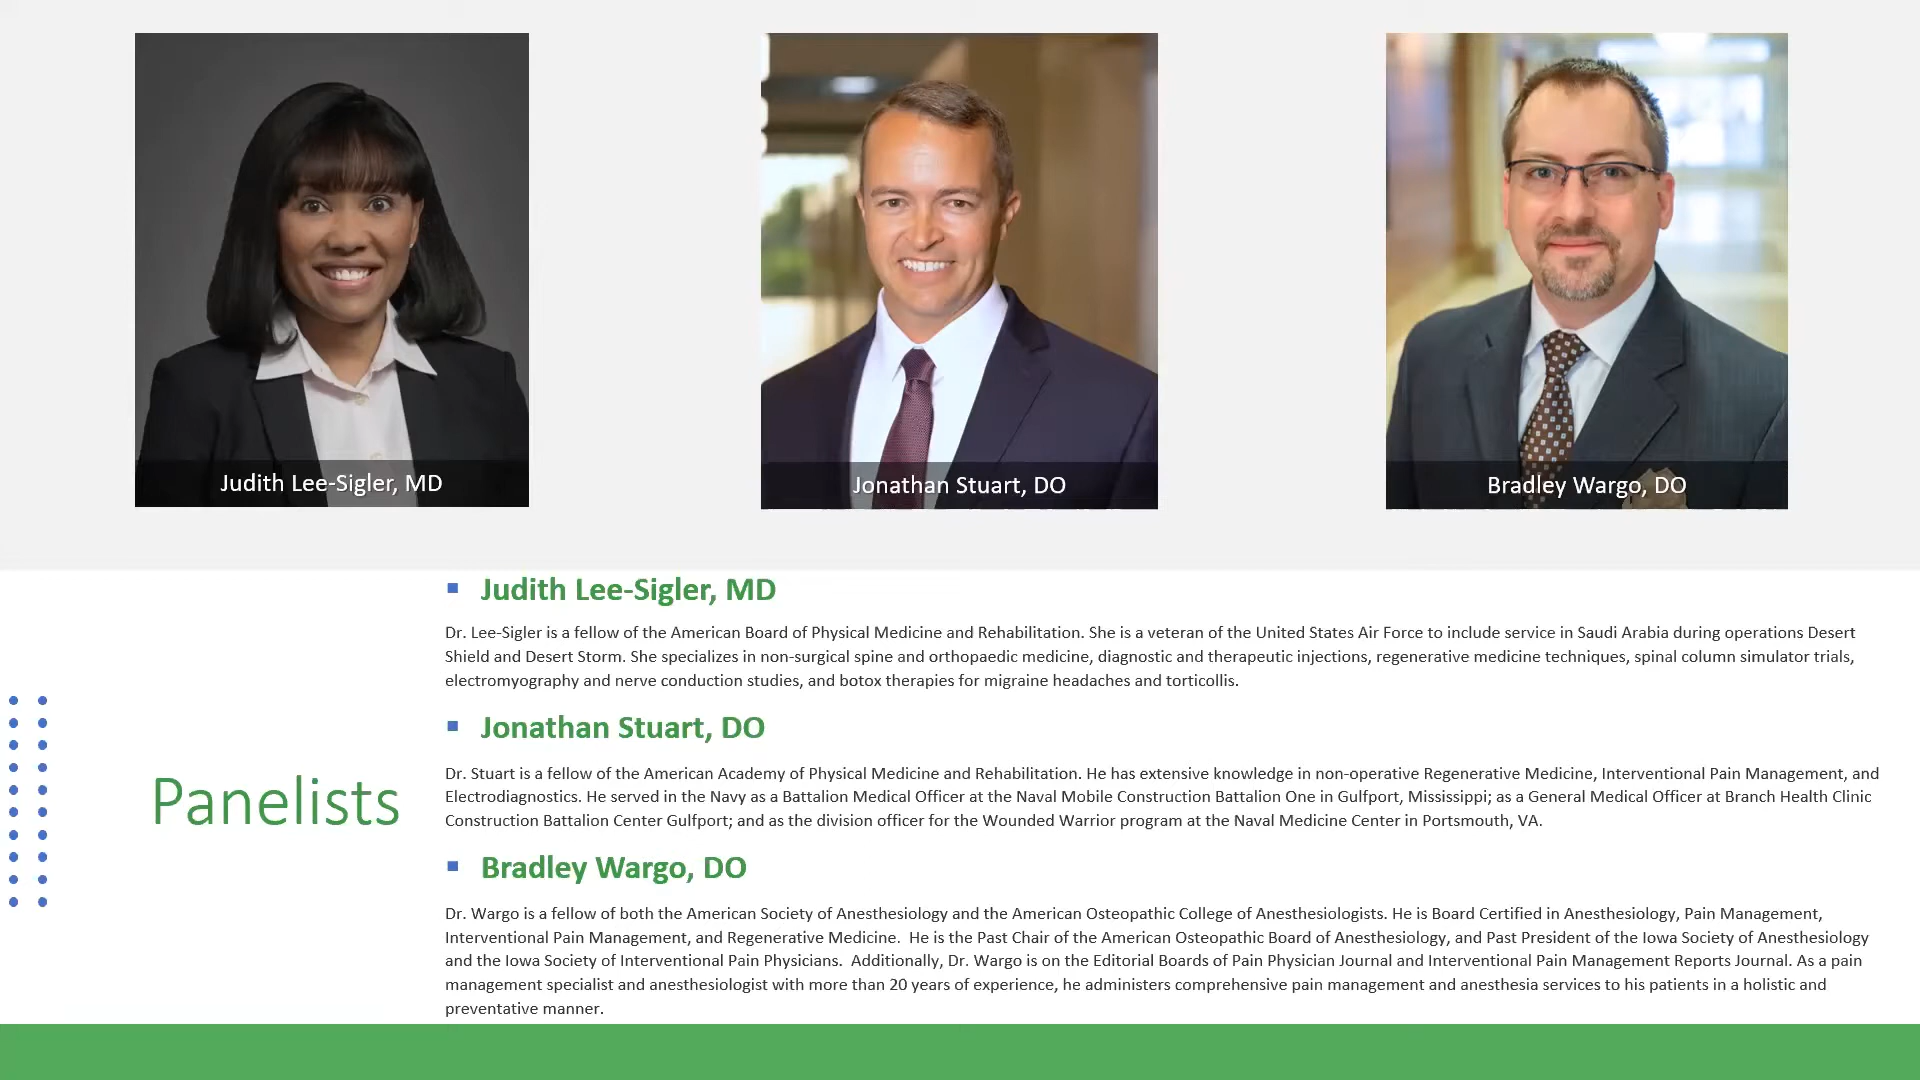 Judith Lee-Sigler, MD
Jonathan Stuart, DO
Bradley Wargo, DO
Panelists
▪ Judith Lee-Sigler, MD
Dr. Lee-Sigler is a fellow of the American Board of Physical Medicine and Rehabilitation. She is a veteran of the United States Air Force to include service in Saudi Arabia during operations Desert
Shield and Desert Storm. She specializes in non-surgical spine and orthopaedic medicine, diagnostic and therapeutic injections, regenerative medicine techniques, spinal column simulator trials,
electromyography and nerve conduction studies, and botox therapies for migraine headaches and torticollis.
▪ Jonathan Stuart, DO
Dr. Stuart is a fellow of the American Academy of Physical Medicine and Rehabilitation. He has extensive knowledge in non-operative Regenerative Medicine, Interventional Pain Management, and
Electrodiagnostics. He served in the Navy as a Battalion Medical Officer at the Naval Mobile Construction Battalion One in Gulfport, Mississippi; as a General Medical Officer at Branch Health Clinic
Construction Battalion Center Gulfport; and as the division officer for the Wounded Warrior program at the Naval Medicine Center in Portsmouth, VA.
▪ Bradley Wargo, DO
Dr. Wargo is a fellow of both the American Society of Anesthesiology and the American Osteopathic College of Anesthesiologists. He is Board Certified in Anesthesiology, Pain Management,
Interventional Pain Management, and Regenerative Medicine. He is the Past Chair of the American Osteopathic Board of Anesthesiology, and Past President of the Iowa Society of Anesthesiology
and the Iowa Society of Interventional Pain Physicians. Additionally, Dr. Wargo is on the Editorial Boards of Pain Physician Journal and Interventional Pain Management Reports Journal. As a pain
management specialist and anesthesiologist with more than 20 years of experience, he administers comprehensive pain management and anesthesia services to his patients in a holistic and
preventative manner.